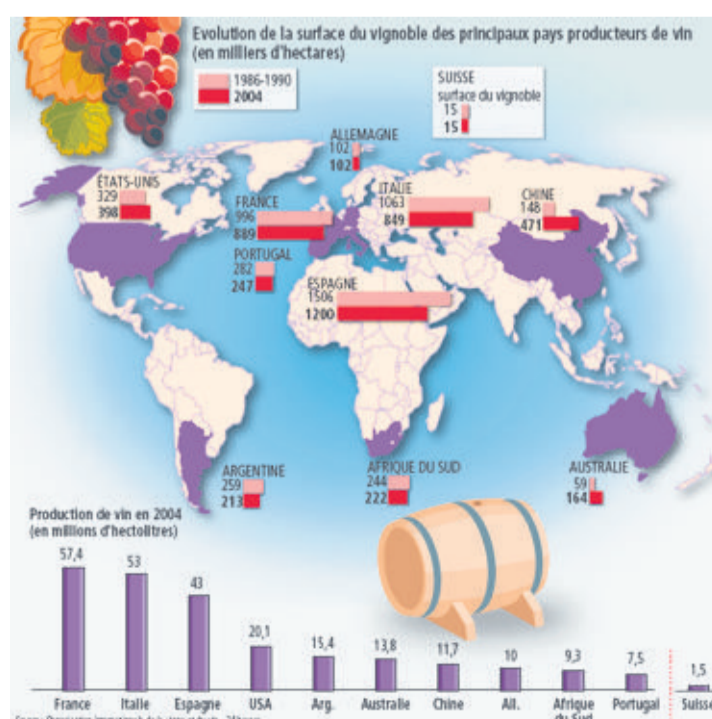 Evolution de la surface du vignoble des principaux pays producteurs de vin
(en milliers d'hectares)
1986-1990
2004
SUISSE
surface du vignoble
15
15
ALLEMAGNE
102
102
ÉTATS-UNIS
329
398
FRANCE
996
889
ITALIE
1063
849
CHINE
148
471
PORTUGAL
282
247
ESPAGNE
1506
1200
ARGENTINE
259
213
AFRIQUE DU SUD
244
222
AUSTRALIE
59
164
Production de vin en 2004
(en millions d'hectolitres)
57,4 53 43 20,1 15,4 13,8 11,7 10 9,3 7,5 1,5
France Italie Espagne USA Arg. Australie Chine All. Afrique du Sud Portugal Suisse